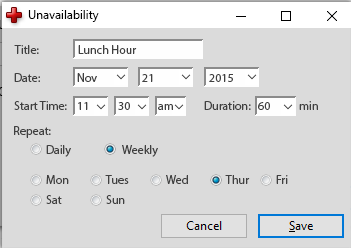 Unavailability
Title: Lunch Hour
Date: Nov 21 2015
Start Time: 11 30 am Duration: 60 min
Repeat:
Daily Weekly
Mon Tues Wed Thur Fri
Sat Sun
Cancel Save